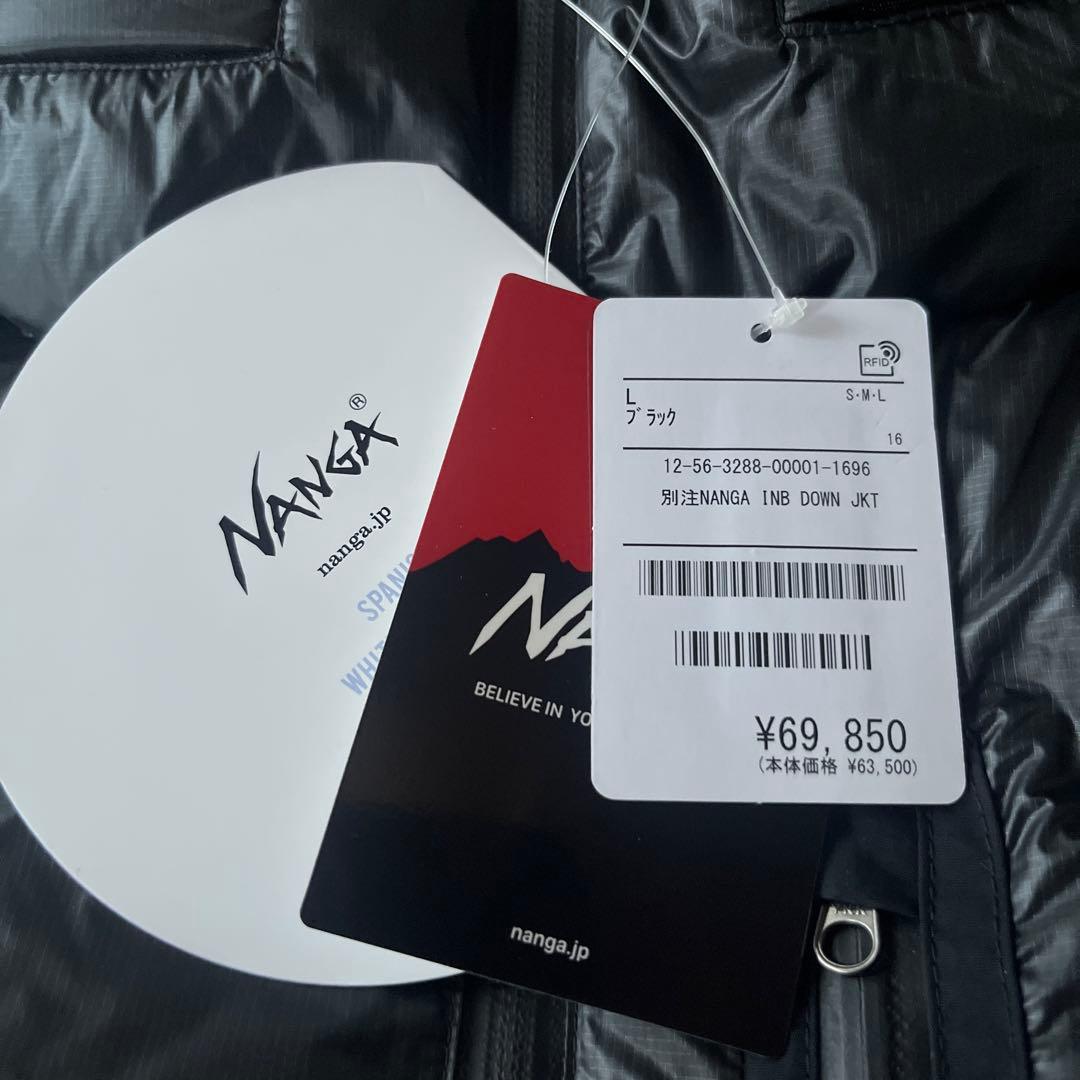 NANGA®
nanga.jp
SPANIS
WHIT
NA
BELIEVE IN YO
nanga.jp
RFID
L S・M・L
ブラック
16
12-56-3288-00001-1696
別注NANGA INB DOWN JKT
¥69,850
(本体価格 ¥63,500)
YKK